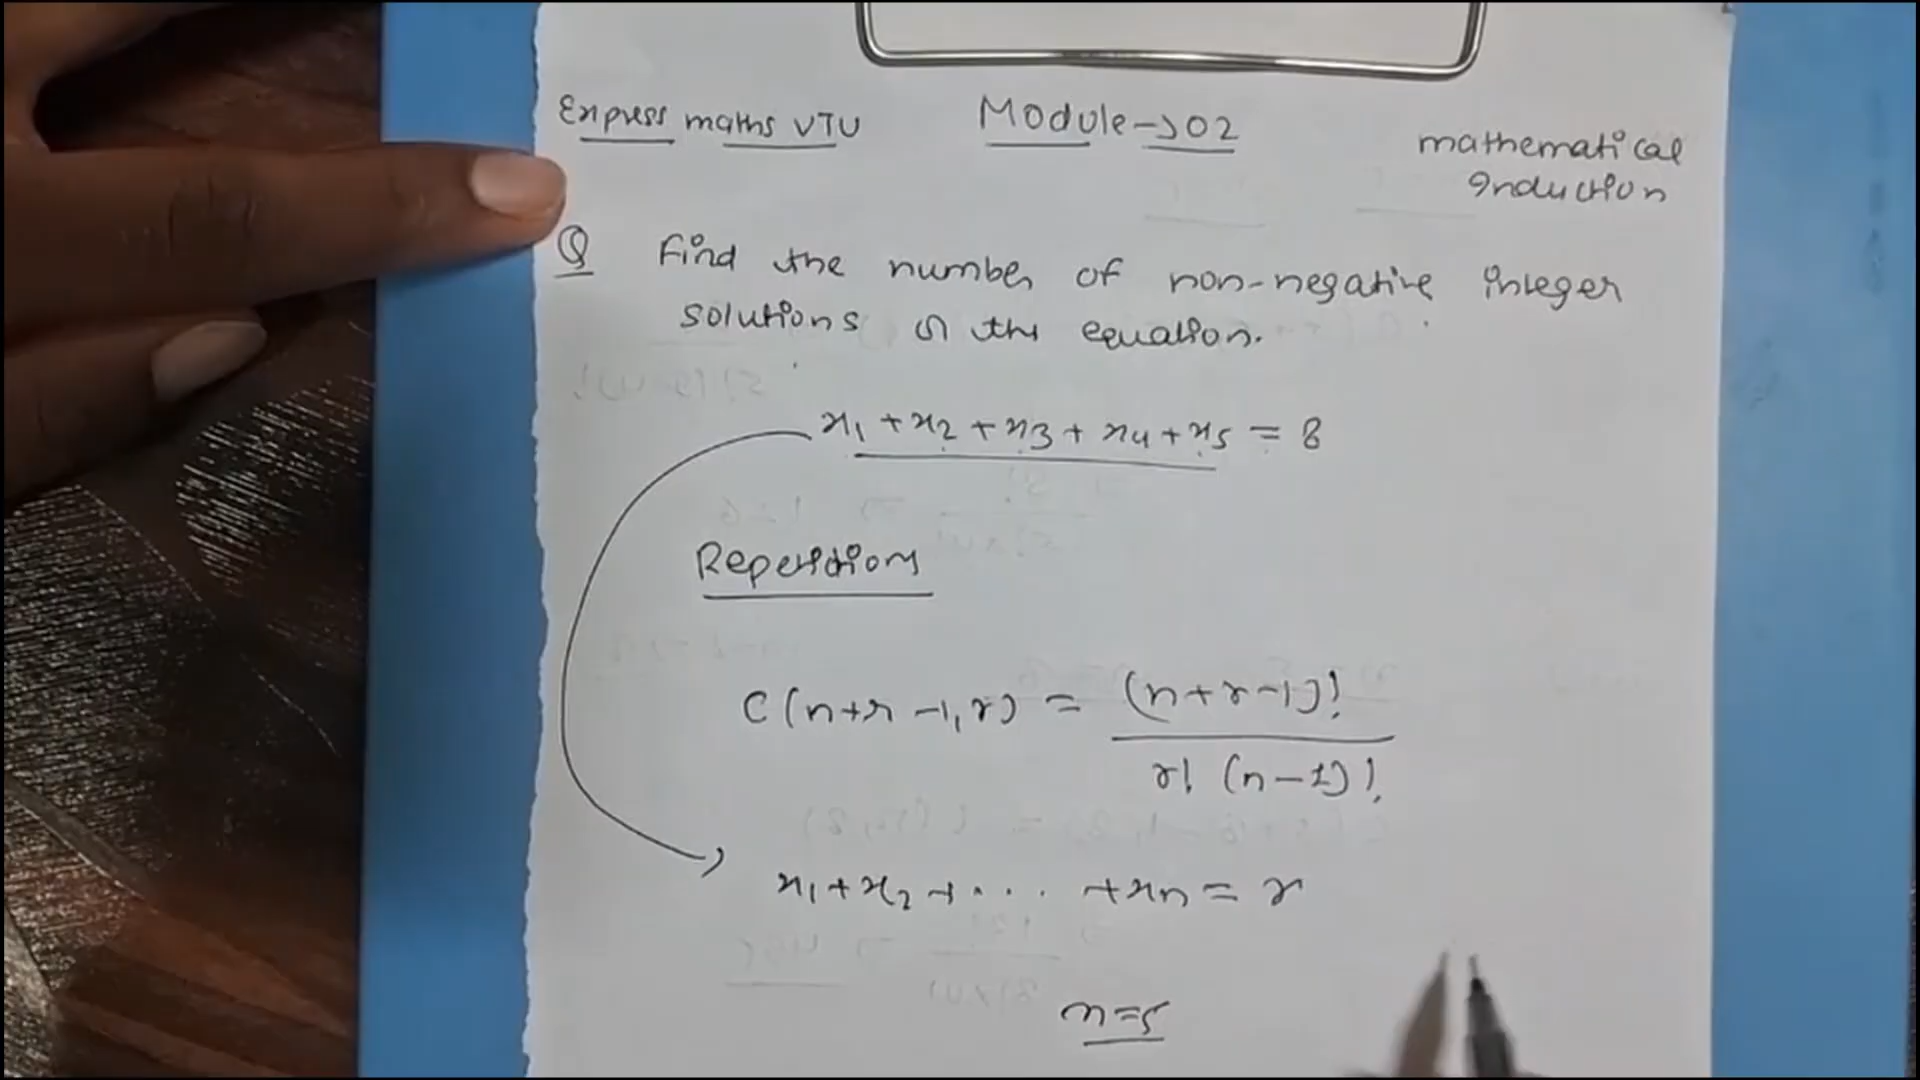 Express maths VTU
Module-02
mathematical
Induction
Q Find the number of non-negative integer
solutions of the equation.
x1 + x2 + x3 + x4 + x5 = 8
Repetitions
C(n+r-1, r) = (n+r-1)! / r! (n-1)!
x1 + x2 + ... + xn = r
n=5